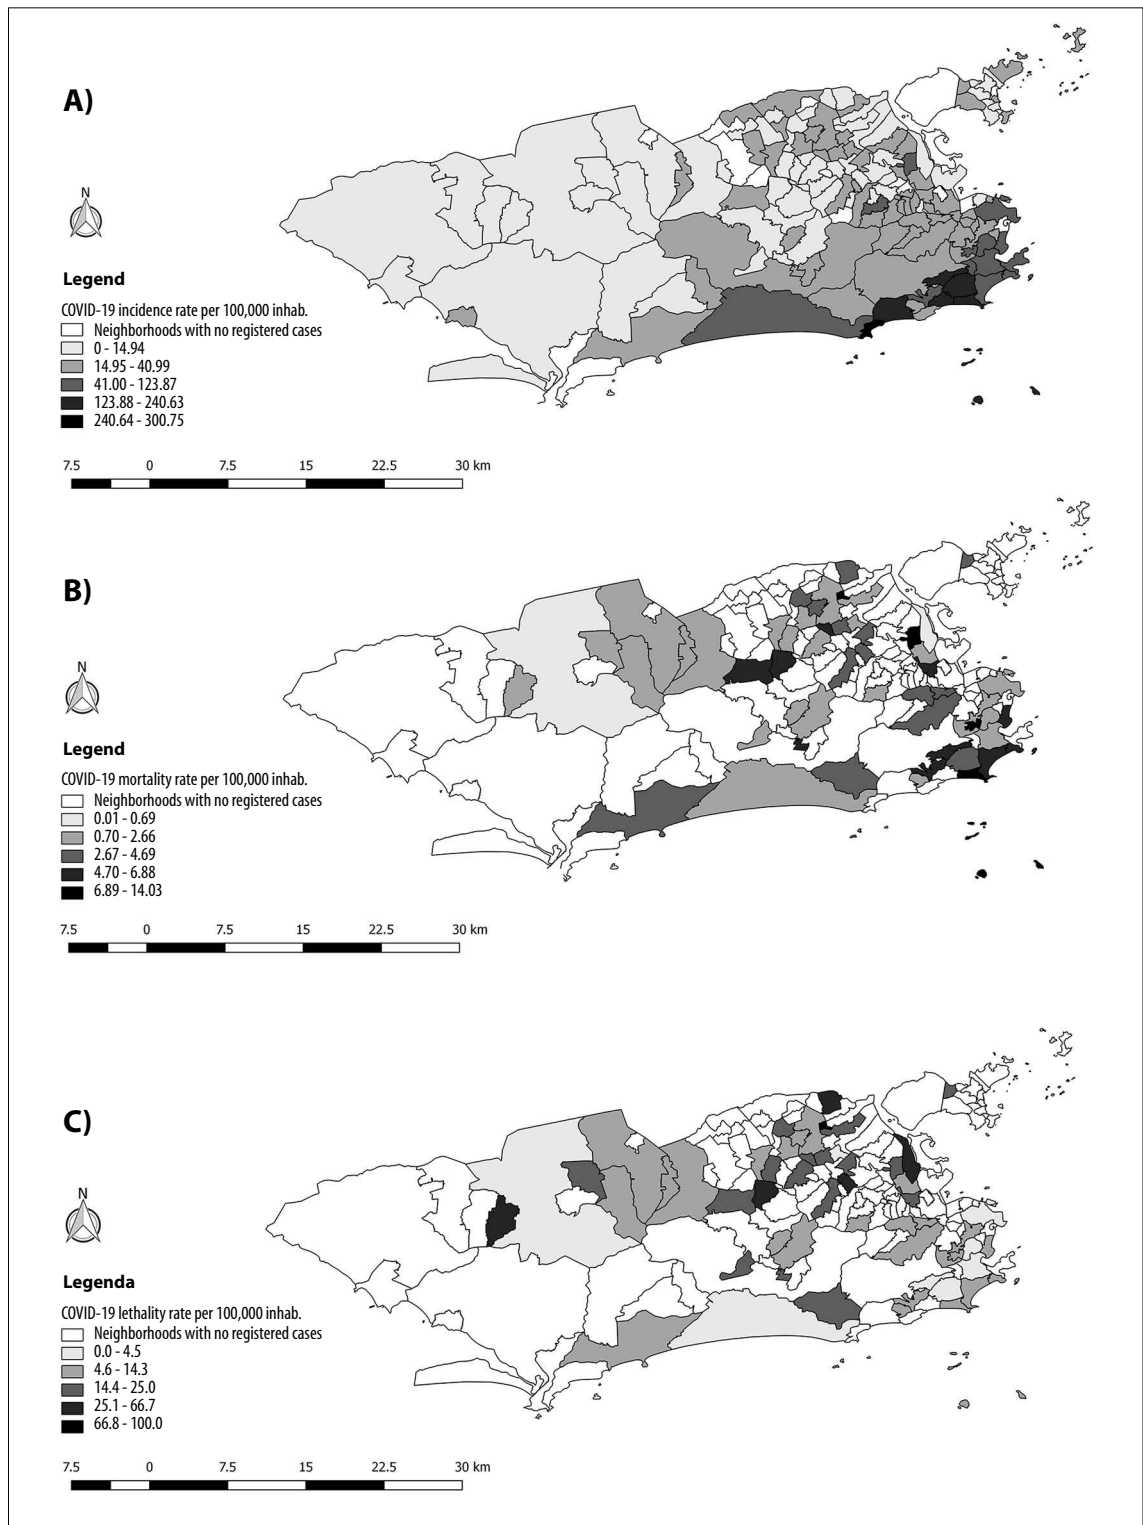 A)
N
Legend
COVID-19 incidence rate per 100,000 inhab.
Neighborhoods with no registered cases
0 - 14.94
14.95 - 40.99
41.00 - 123.87
123.88 - 240.63
240.64 - 300.75
7.5 0 7.5 15 22.5 30 km
B)
N
Legend
COVID-19 mortality rate per 100,000 inhab.
Neighborhoods with no registered cases
0.01 - 0.69
0.70 - 2.66
2.67 - 4.69
4.70 - 6.88
6.89 - 14.03
7.5 0 7.5 15 22.5 30 km
C)
N
Legenda
COVID-19 lethality rate per 100,000 inhab.
Neighborhoods with no registered cases
0.0 - 4.5
4.6 - 14.3
14.4 - 25.0
25.1 - 66.7
66.8 - 100.0
7.5 0 7.5 15 22.5 30 km